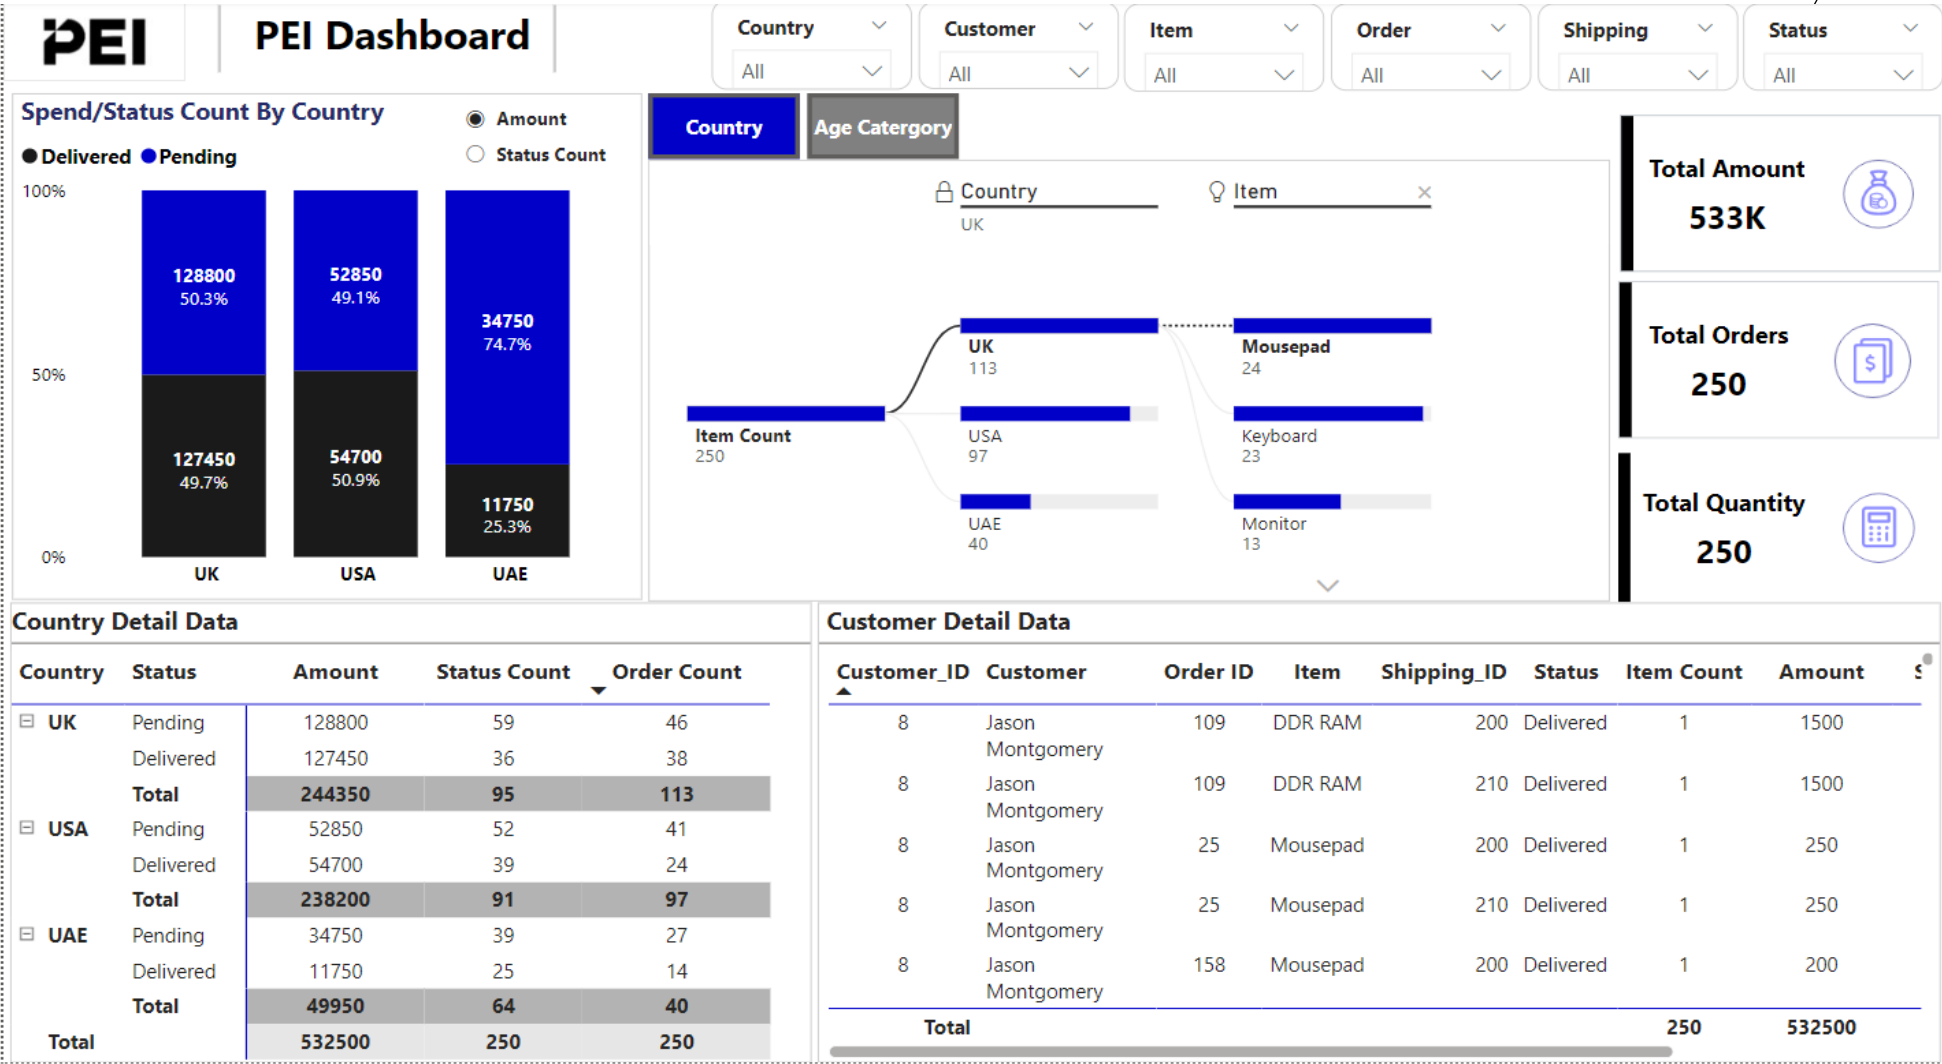 PEI
PEI Dashboard
Country
All
Customer
All
Item
All
Order
All
Shipping
All
Status
All
Spend/Status Count By Country
Amount
Status Count
Delivered Pending
100%
50%
0%
128800
50.3%
127450
49.7%
UK
52850
49.1%
54700
50.9%
USA
34750
74.7%
11750
25.3%
UAE
Country
Age Catergory
Country
UK
Item
Item Count
250
UK
113
USA
97
UAE
40
Mousepad
24
Keyboard
23
Monitor
13
Total Amount
533K
Total Orders
250
Total Quantity
250
Country Detail Data
Country Status Amount Status Count Order Count
UK Pending 128800 59 46
Delivered 127450 36 38
Total 244350 95 113
USA Pending 52850 52 41
Delivered 54700 39 24
Total 238200 91 97
UAE Pending 34750 39 27
Delivered 11750 25 14
Total 49950 64 40
Total 532500 250 250
Customer Detail Data
Customer_ID Customer Order ID Item Shipping_ID Status Item Count Amount
8 Jason Montgomery 109 DDR RAM 200 Delivered 1 1500
8 Jason Montgomery 109 DDR RAM 210 Delivered 1 1500
8 Jason Montgomery 25 Mousepad 200 Delivered 1 250
8 Jason Montgomery 25 Mousepad 210 Delivered 1 250
8 Jason Montgomery 158 Mousepad 200 Delivered 1 200
Total 250 532500